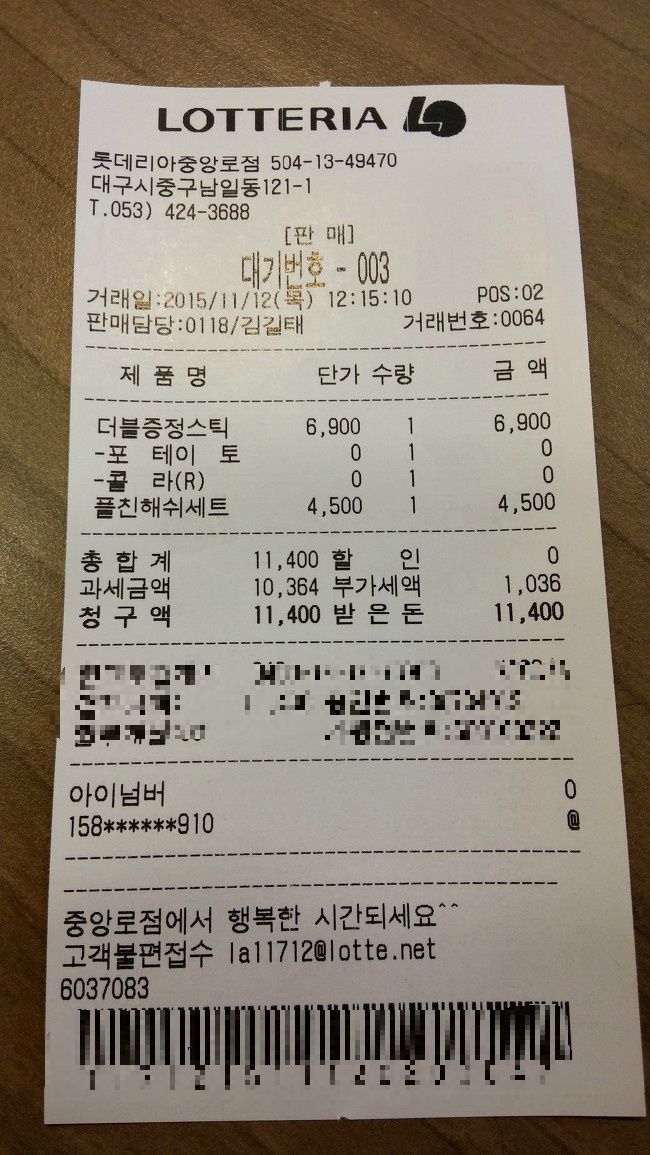 LOTTERIA
롯데리아중앙로점 504-13-49470
대구시중구남일동121-1
T.053) 424-3688
[판 매]
대기번호 - 003
거래일:2015/11/12(목) 12:15:10 POS:02
판매담당:0118/김길태 거래번호:0064
제 품 명 단가 수량 금 액
더블증정스틱 6,900 1 6,900
-포 테이 토 0 1 0
-콜 라(R) 0 1 0
플친해쉬세트 4,500 1 4,500
총 합 계 11,400 할 인 0
과세금액 10,364 부가세액 1,036
청 구 액 11,400 받 은 돈 11,400
아이넘버 0
158******910 @
중앙로점에서 행복한 시간되세요^^
고객불편접수 la11712@lotte.net
6037083